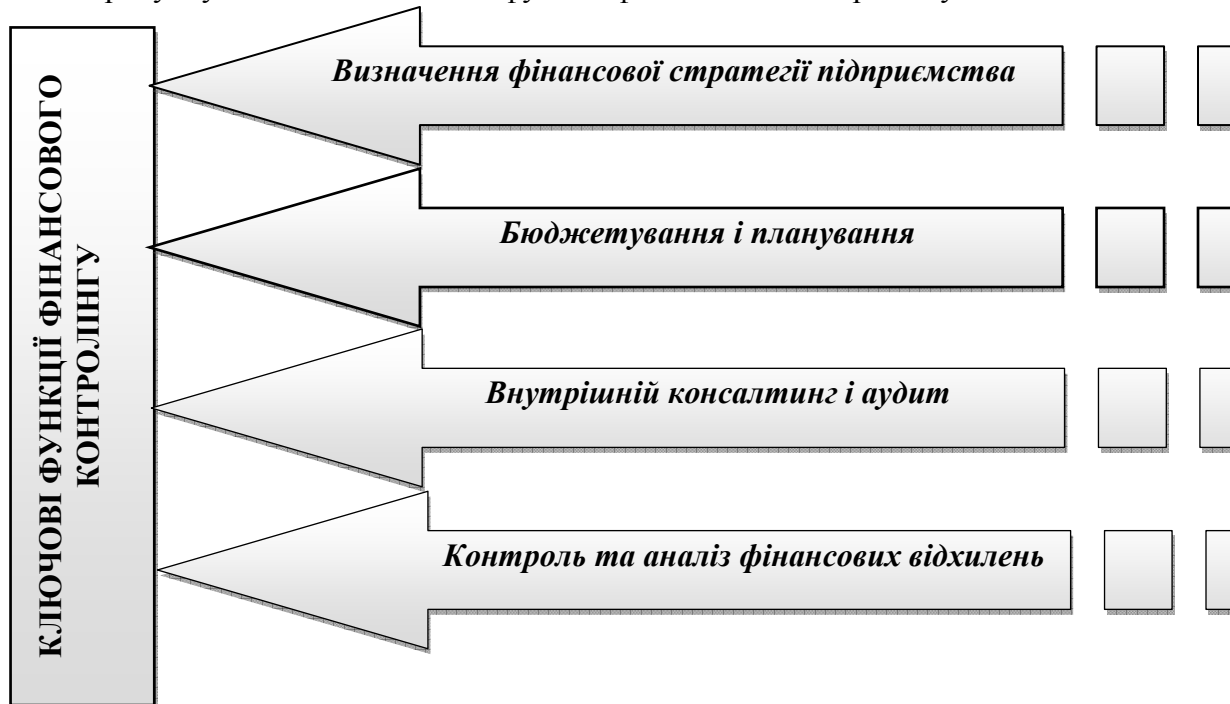 КЛЮЧОВІ ФУНКЦІЇ ФІНАНСОВОГО
КОНТРОЛІНГУ
Визначення фінансової стратегії підприємства
Бюджетування і планування
Внутрішній консалтинг і аудит
Контроль та аналіз фінансових відхилень